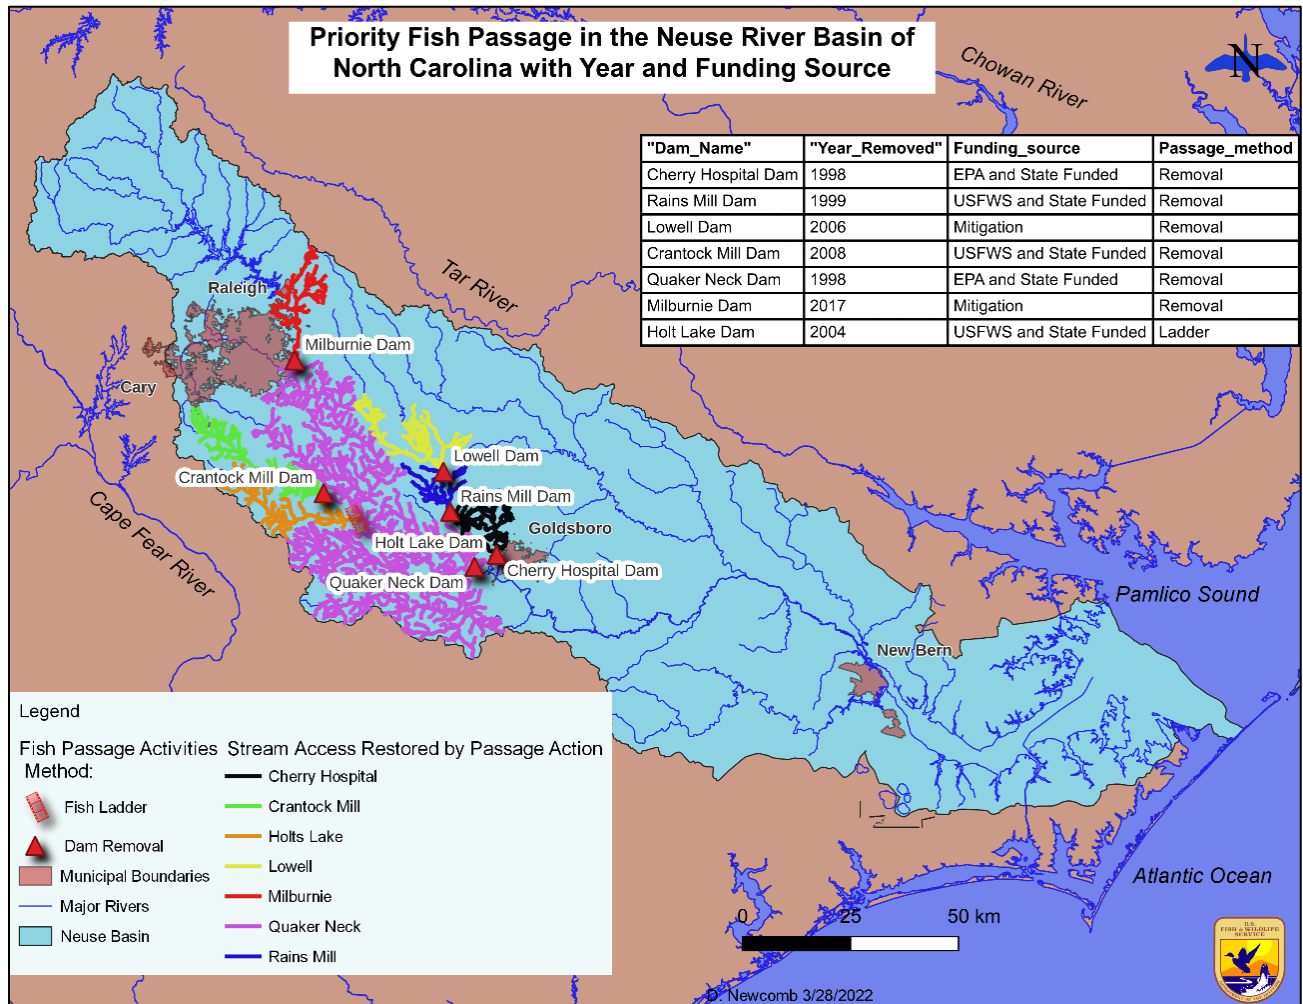 Priority Fish Passage in the Neuse River Basin of
North Carolina with Year and Funding Source
N
Chowan River
"Dam_Name" "Year_Removed" Funding_source Passage_method
Cherry Hospital Dam 1998 EPA and State Funded Removal
Rains Mill Dam 1999 USFWS and State Funded Removal
Lowell Dam 2006 Mitigation Removal
Crantock Mill Dam 2008 USFWS and State Funded Removal
Quaker Neck Dam 1998 EPA and State Funded Removal
Milburnie Dam 2017 Mitigation Removal
Holt Lake Dam 2004 USFWS and State Funded Ladder
Tar River
Raleigh
Milburnie Dam
Cary
Lowell Dam
Crantock Mill Dam
Rains Mill Dam
Cape Fear River
Goldsboro
Holt Lake Dam
Cherry Hospital Dam
Quaker Neck Dam
Pamlico Sound
New Bern
Legend
Fish Passage Activities
Method:
Fish Ladder
Dam Removal
Municipal Boundaries
Major Rivers
Neuse Basin
Stream Access Restored by Passage Action
Cherry Hospital
Crantock Mill
Holts Lake
Lowell
Milburnie
Quaker Neck
Rains Mill
Atlantic Ocean
0 25 50 km
U.S.
FISH & WILDLIFE
SERVICE
D. Newcomb 3/28/2022